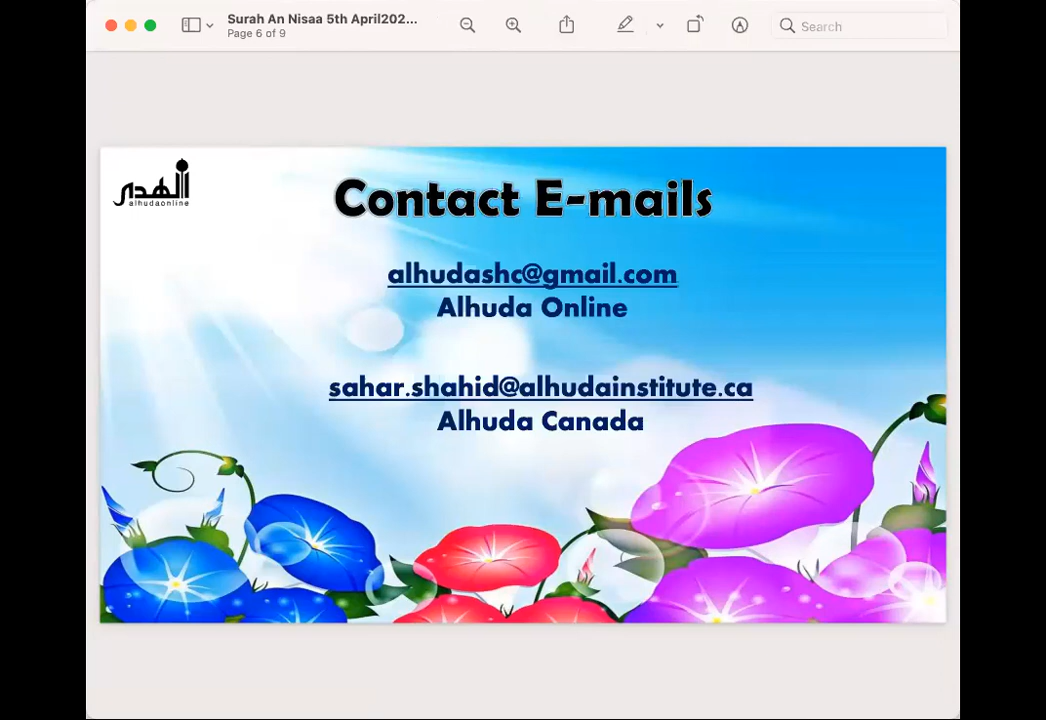 Surah An Nisaa 5th April202...
Page 6 of 9
Search
الهدى
alhudaonline
Contact E-mails
alhudashc@gmail.com
Alhuda Online
sahar.shahid@alhudainstitute.ca
Alhuda Canada